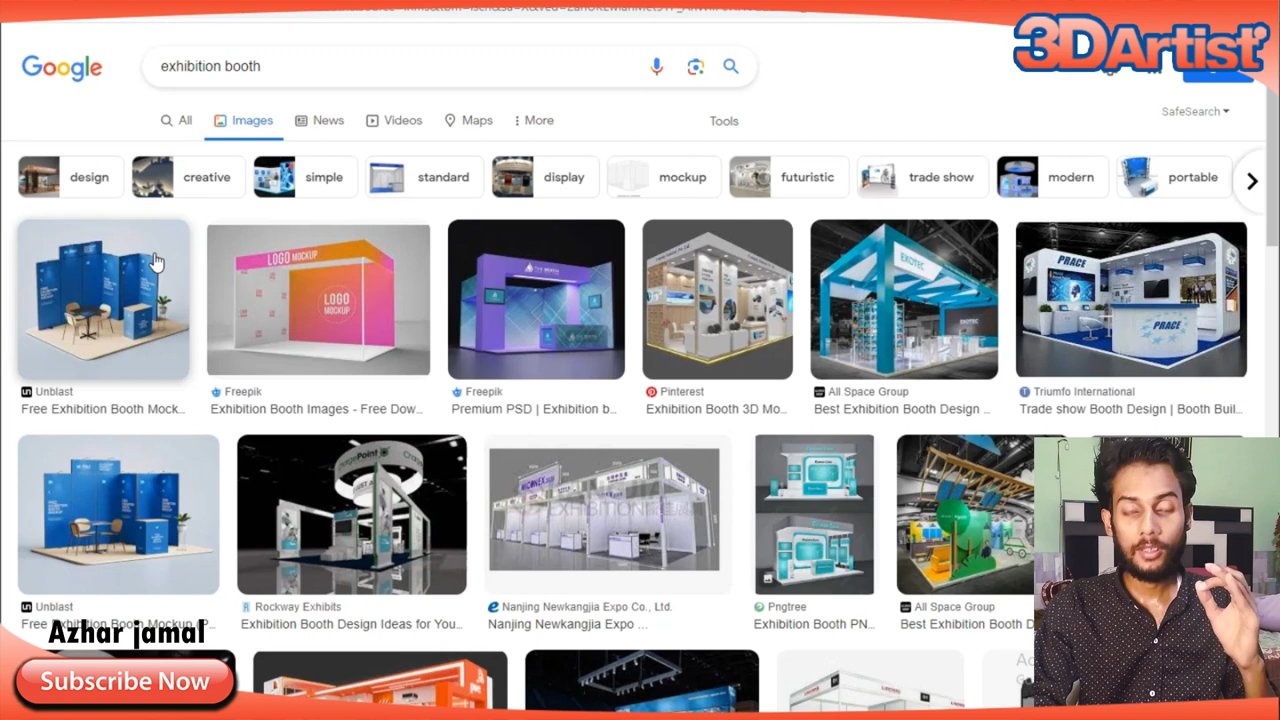 3DArtist
Google
exhibition booth
All
Images
News
Videos
Maps
More
Tools
SafeSearch
design
creative
simple
standard
display
mockup
futuristic
trade show
modern
portable
LOGO MOCKUP
LOGO
MOCKUP
EXOTEC
EXOTEC
PRACE
PRACE
Unblast
Free Exhibition Booth Mock...
Freepik
Exhibition Booth Images - Free Dow...
Freepik
Premium PSD | Exhibition b...
Pinterest
Exhibition Booth 3D Mo...
All Space Group
Best Exhibition Booth Design ..
Triumfo International
Trade show Booth Design | Booth Buil...
ChargePoint
EXHIBITION
Unblast
Rockway Exhibits
Exhibition Booth Design Ideas for You...
Nanjing Newkangjia Expo Co., Ltd.
Nanjing Newkangjia Expo ...
Pngtree
Exhibition Booth PN...
All Space Group
Best Exhibition Booth D
Azhar jamal
Subscribe Now